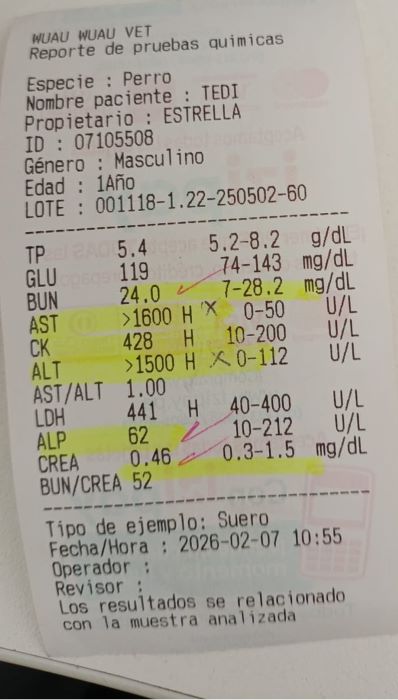 WUAU WUAU VET
Reporte de pruebas quimicas
Especie : Perro
Nombre paciente : TEDI
Propietario : ESTRELLA
ID : 07105508
Género : Masculino
Edad : 1Año
LOTE : 001118-1.22-250502-60
TP 5.4 5.2-8.2 g/dL
GLU 119 74-143 mg/dL
BUN 24.0 7-28.2 mg/dL
AST >1600 H 0-50 U/L
CK 428 H 10-200 U/L
ALT >1500 H 0-112 U/L
AST/ALT 1.00
LDH 441 H 40-400 U/L
ALP 62 10-212 U/L
CREA 0.46 0.3-1.5 mg/dL
BUN/CREA 52
Tipo de ejemplo: Suero
Fecha/Hora : 2026-02-07 10:55
Operador :
Revisor :
Los resultados se relacionado
con la muestra analizada